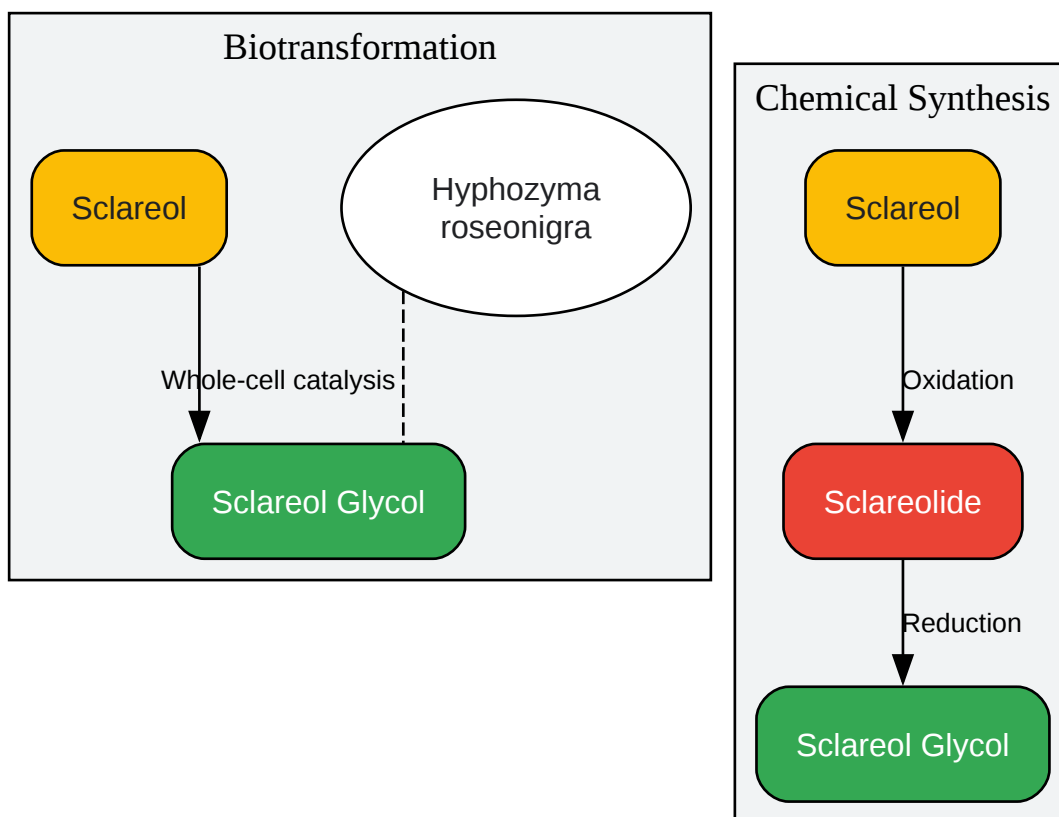 Biotransformation
Sclareol
Hyphozyma
roseonigra
Whole-cell catalysis
Sclareol Glycol
Chemical Synthesis
Sclareol
Oxidation
Sclareolide
Reduction
Sclareol Glycol